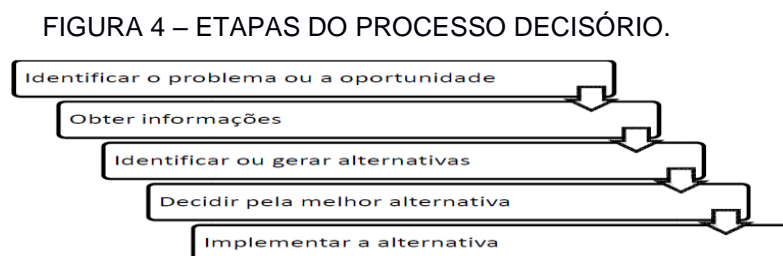 FIGURA 4 – ETAPAS DO PROCESSO DECISÓRIO.
Identificar o problema ou a oportunidade
Obter informações
Identificar ou gerar alternativas
Decidir pela melhor alternativa
Implementar a alternativa